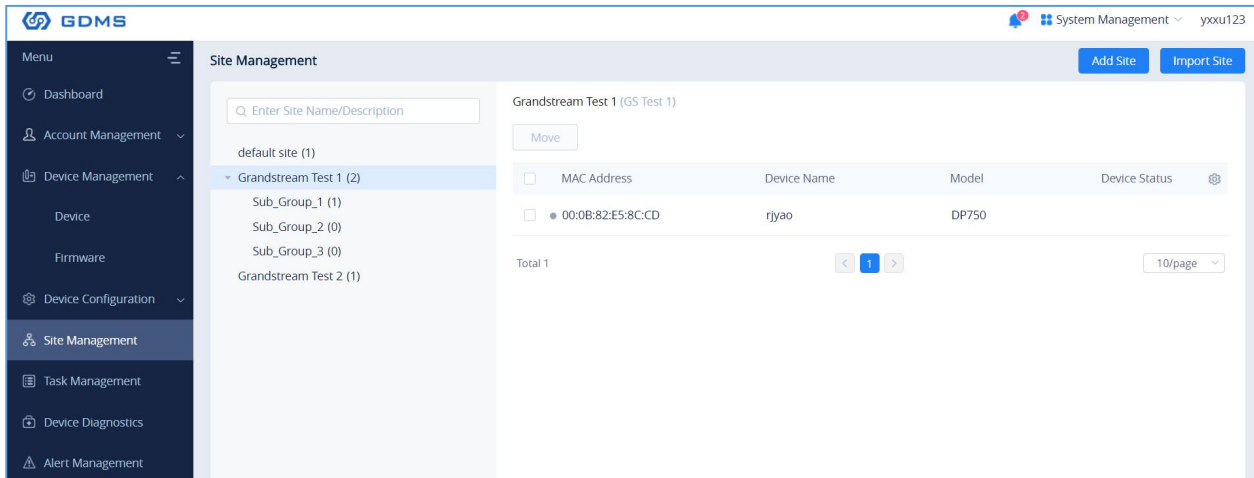 GDMS
2
System Management
yxxu123
Menu
Dashboard
Account Management
Device Management
Device
Firmware
Device Configuration
Site Management
Task Management
Device Diagnostics
Alert Management
Site Management
Add Site
Import Site
Enter Site Name/Description
default site (1)
Grandstream Test 1 (2)
Sub_Group_1 (1)
Sub_Group_2 (0)
Sub_Group_3 (0)
Grandstream Test 2 (1)
Grandstream Test 1 (GS Test 1)
Move
MAC Address Device Name Model Device Status
00:0B:82:E5:8C:CD rjyao DP750
Total 1
< 1 >
10/page